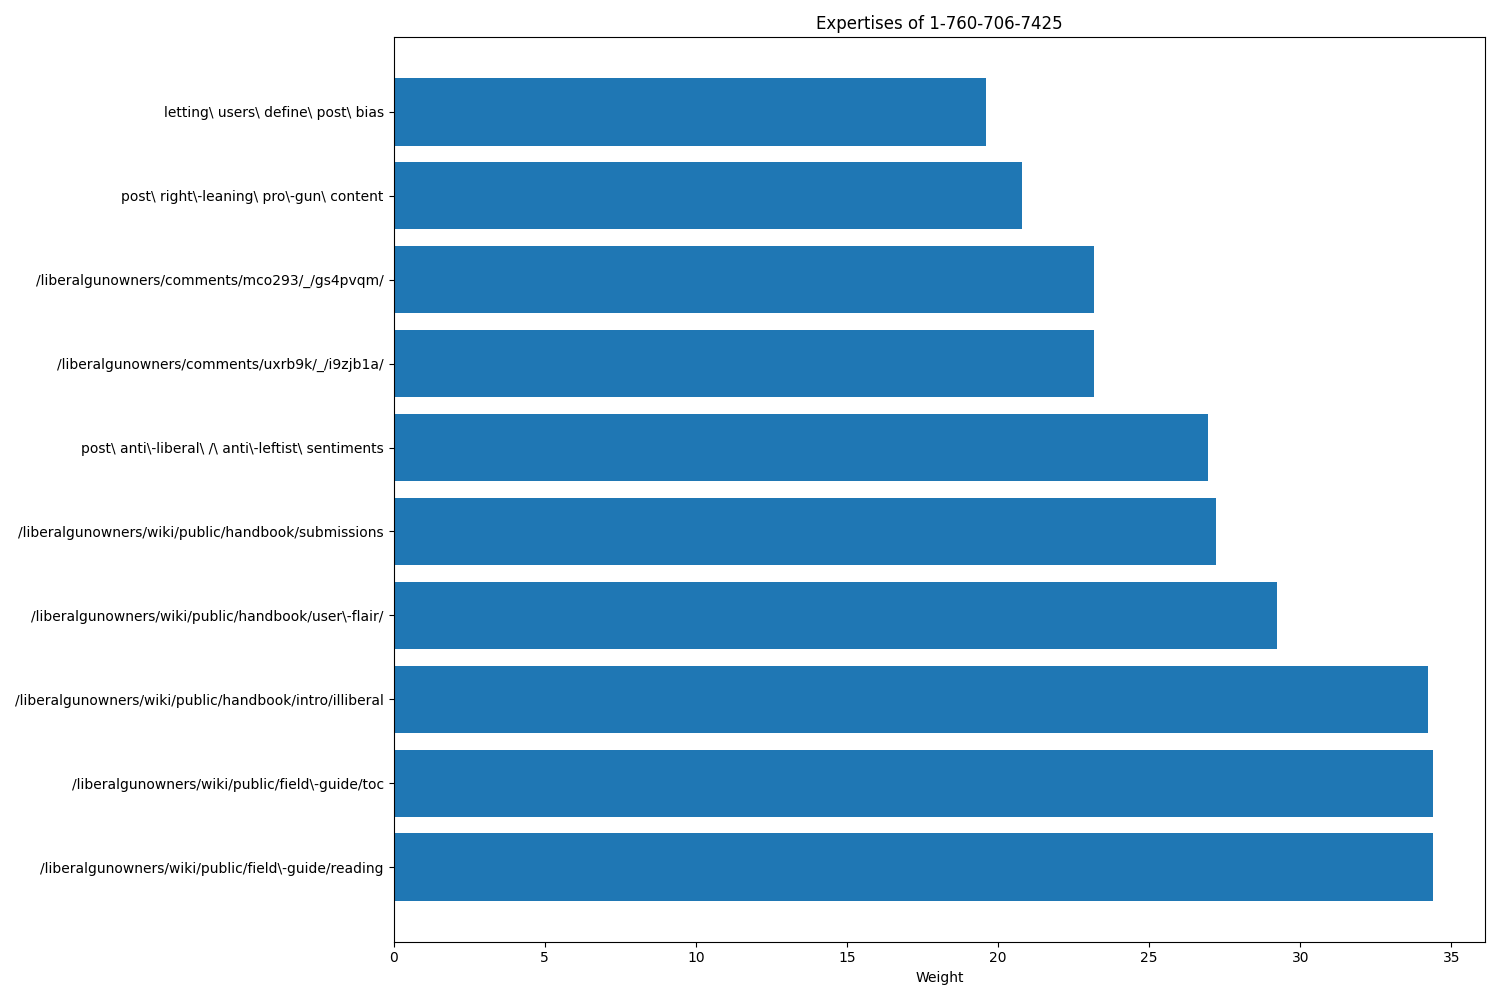 Expertises of 1-760-706-7425
letting\ users\ define\ post\ bias
post\ right\-leaning\ pro\-gun\ content
/liberalgunowners/comments/mco293/_/gs4pvqm/
/liberalgunowners/comments/uxrb9k/_/i9zjb1a/
post\ anti\-liberal\ /\ anti\-leftist\ sentiments
/liberalgunowners/wiki/public/handbook/submissions
/liberalgunowners/wiki/public/handbook/user\-flair/
/liberalgunowners/wiki/public/handbook/intro/illiberal
/liberalgunowners/wiki/public/field\-guide/toc
/liberalgunowners/wiki/public/field\-guide/reading
0 5 10 15 20 25 30 35
Weight